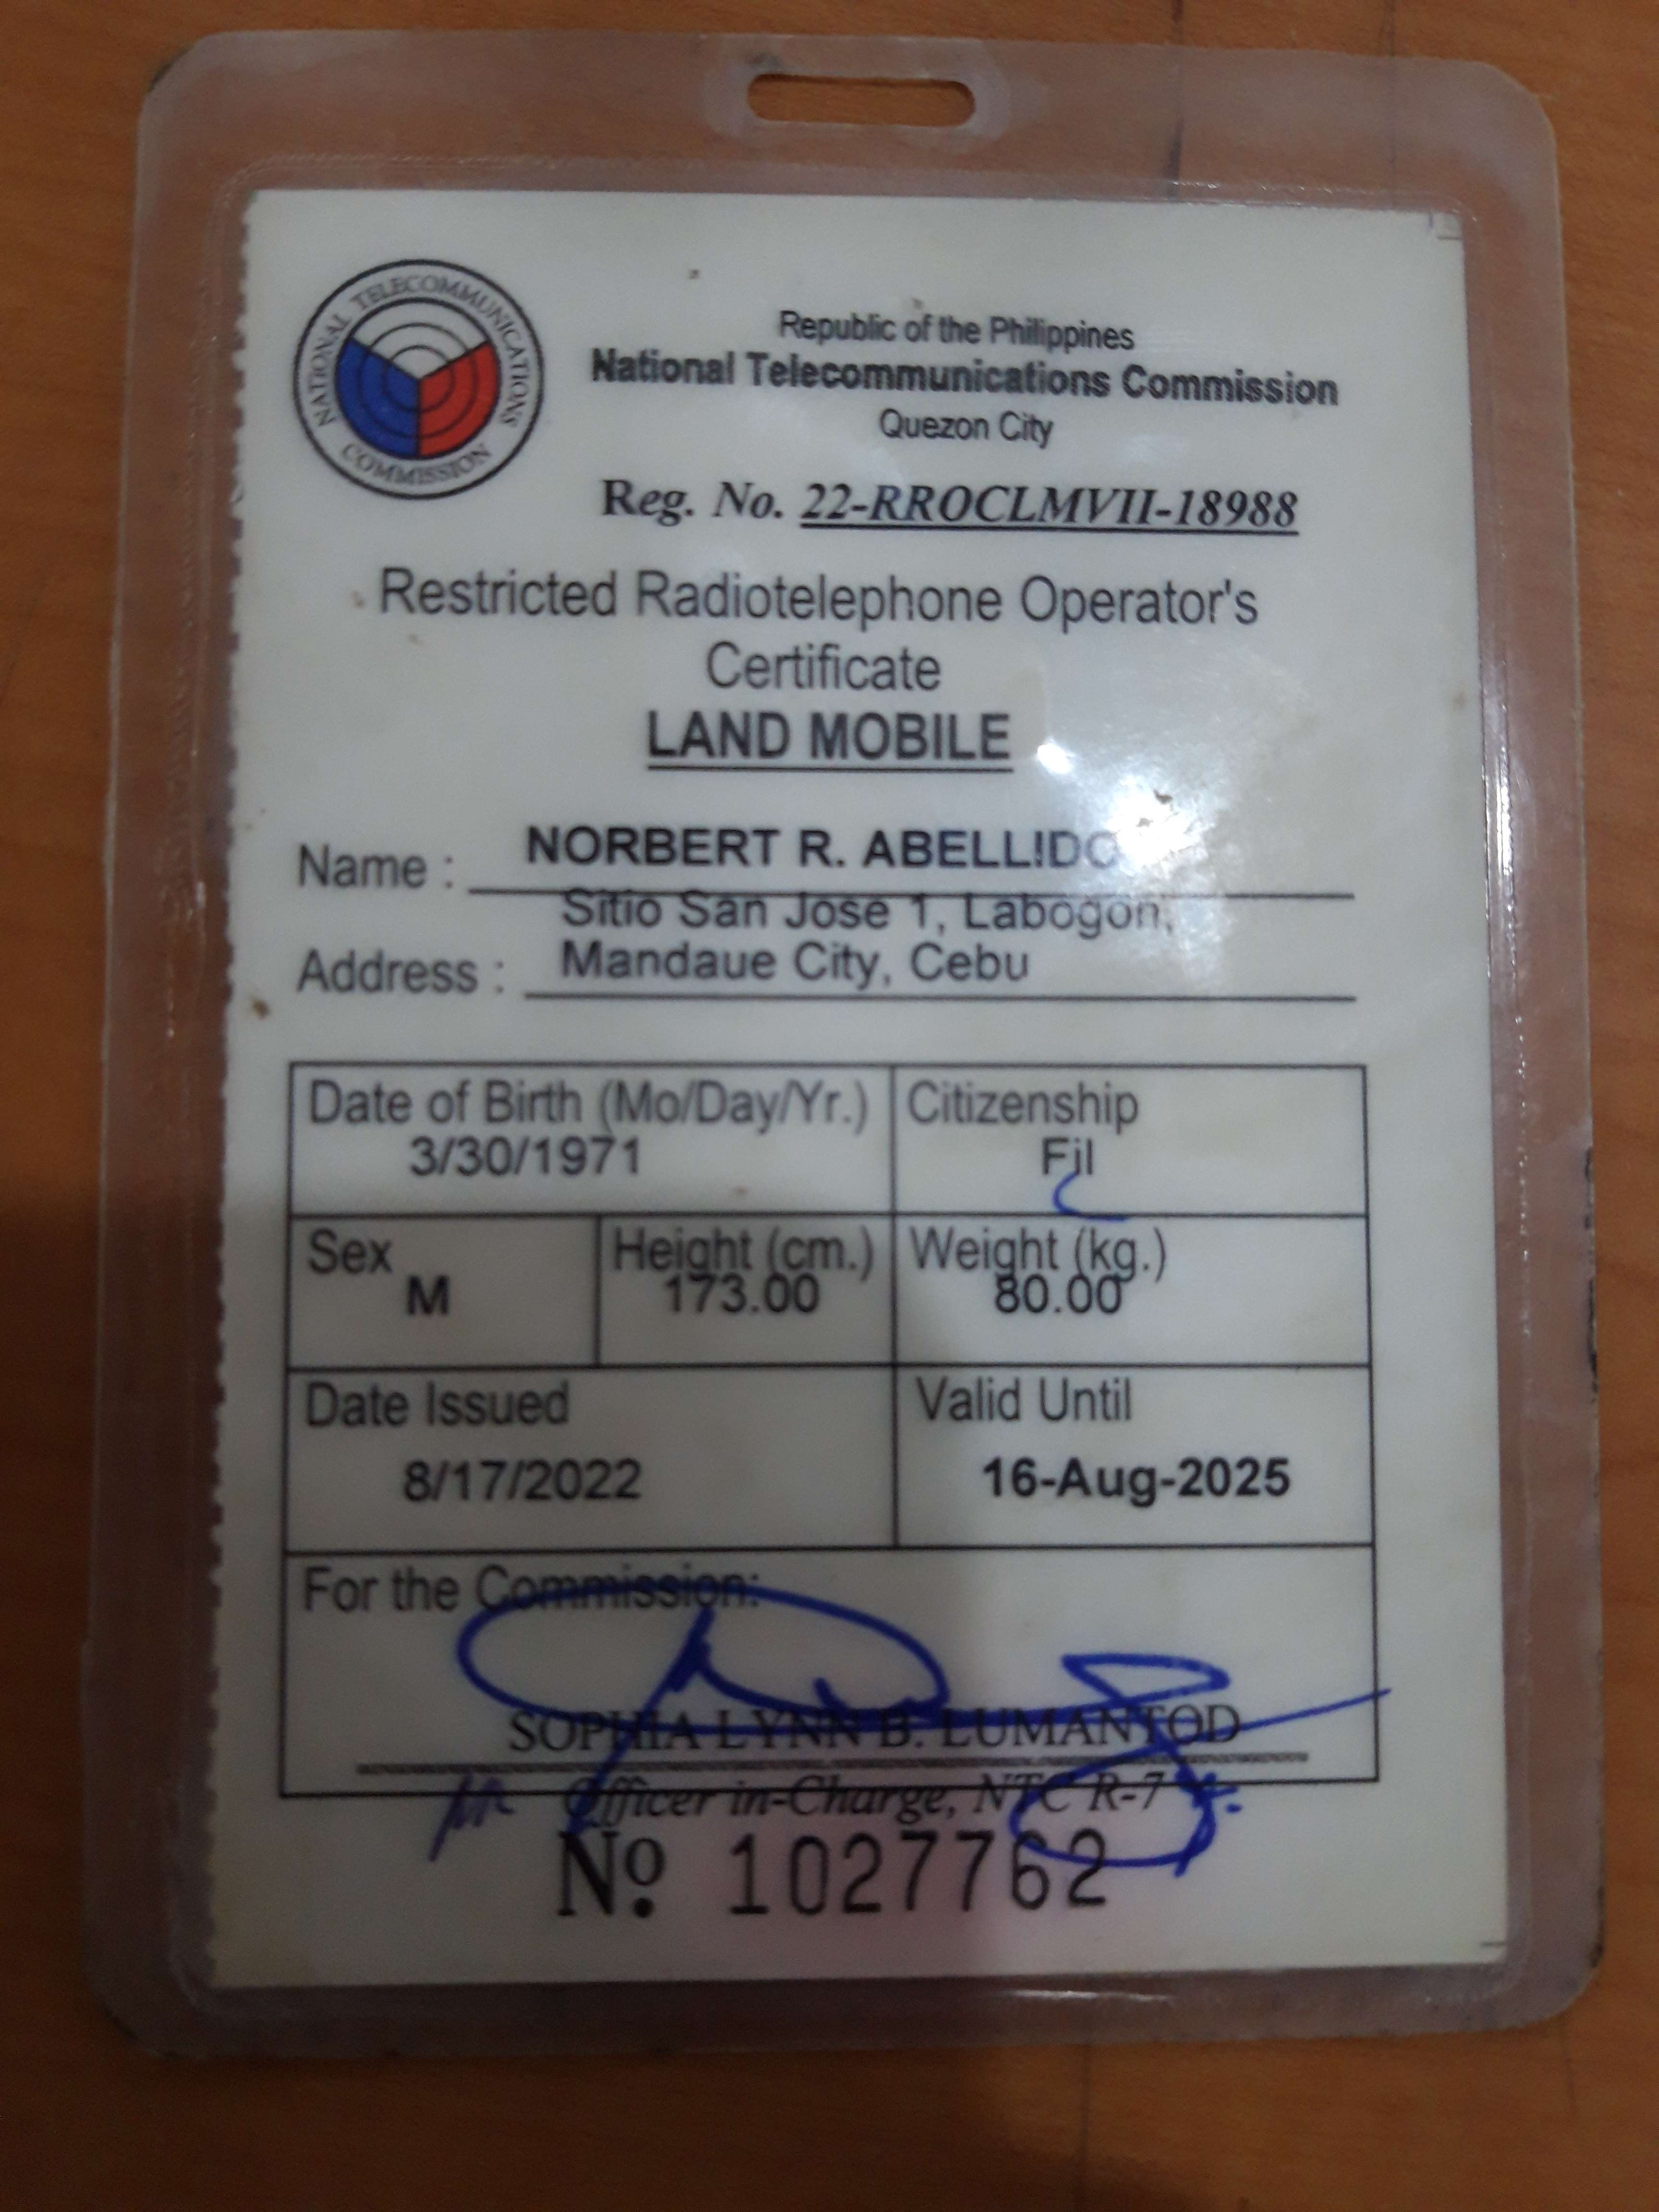 NATIONAL TELECOMMUNICATIONS COMMISSION
Republic of the Philippines
National Telecommunications Commission
Quezon City
Reg. No. 22-RROCLMVII-18988
Restricted Radiotelephone Operator's
Certificate
LAND MOBILE
Name : NORBERT R. ABELLIDO
Sitio San Jose 1, Labogon,
Address : Mandaue City, Cebu
Date of Birth (Mo/Day/Yr.) Citizenship
3/30/1971 Fil
Sex Height (cm.) Weight (kg.)
M 173.00 80.00
Date Issued Valid Until
8/17/2022 16-Aug-2025
For the Commission:
SOPHIA LYNN B. LUMANTOD
Officer in-Charge, NTC R-7
Nº 1027762